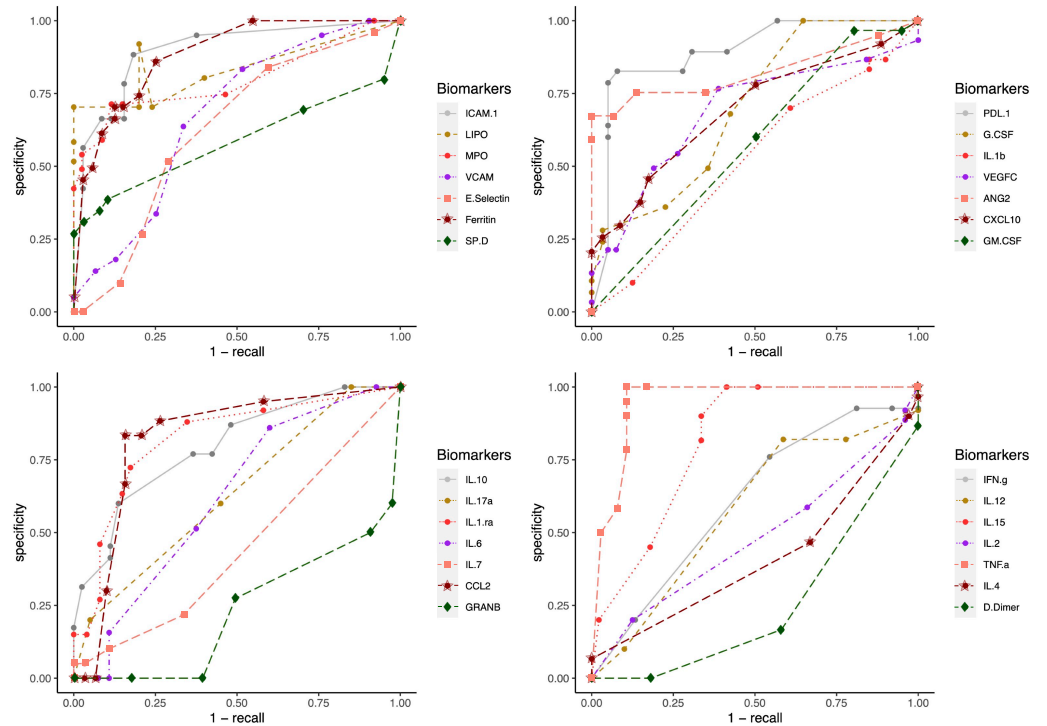 1.00
0.75
0.50
0.25
0.00
specificity
0.00 0.25 0.50 0.75 1.00
1 − recall
Biomarkers
ICAM.1
LIPO
MPO
VCAM
E.Selectin
Ferritin
SP.D
1.00
0.75
0.50
0.25
0.00
specificity
0.00 0.25 0.50 0.75 1.00
1 − recall
Biomarkers
PDL.1
G.CSF
IL.1b
VEGFC
ANG2
CXCL10
GM.CSF
1.00
0.75
0.50
0.25
0.00
specificity
0.00 0.25 0.50 0.75 1.00
1 − recall
Biomarkers
IL.10
IL.17a
IL.1.ra
IL.6
IL.7
CCL2
GRANB
1.00
0.75
0.50
0.25
0.00
specificity
0.00 0.25 0.50 0.75 1.00
1 − recall
Biomarkers
IFN.g
IL.12
IL.15
IL.2
TNF.a
IL.4
D.Dimer